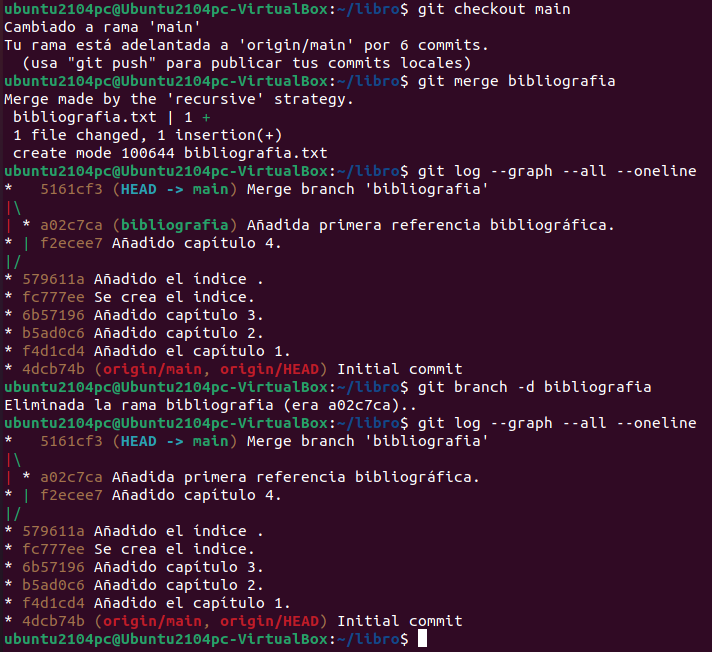 ubuntu2104pc@Ubuntu2104pc-VirtualBox:~/libro$ git checkout main
Cambiado a rama 'main'
Tu rama está adelantada a 'origin/main' por 6 commits.
  (usa "git push" para publicar tus commits locales)
ubuntu2104pc@Ubuntu2104pc-VirtualBox:~/libro$ git merge bibliografia
Merge made by the 'recursive' strategy.
 bibliografia.txt | 1 +
 1 file changed, 1 insertion(+)
 create mode 100644 bibliografia.txt
ubuntu2104pc@Ubuntu2104pc-VirtualBox:~/libro$ git log --graph --all --oneline
*   5161cf3 (HEAD -> main) Merge branch 'bibliografia'
|\
| * a02c7ca (bibliografia) Añadida primera referencia bibliográfica.
* | f2ecee7 Añadido capítulo 4.
|/
* 579611a Añadido el índice .
* fc777ee Se crea el indice.
* 6b57196 Añadido capítulo 3.
* b5ad0c6 Añadido capítulo 2.
* f4d1cd4 Añadido el capítulo 1.
* 4dcb74b (origin/main, origin/HEAD) Initial commit
ubuntu2104pc@Ubuntu2104pc-VirtualBox:~/libro$ git branch -d bibliografia
Eliminada la rama bibliografia (era a02c7ca)..
ubuntu2104pc@Ubuntu2104pc-VirtualBox:~/libro$ git log --graph --all --oneline
*   5161cf3 (HEAD -> main) Merge branch 'bibliografia'
|\
| * a02c7ca Añadida primera referencia bibliográfica.
* | f2ecee7 Añadido capítulo 4.
|/
* 579611a Añadido el índice .
* fc777ee Se crea el indice.
* 6b57196 Añadido capítulo 3.
* b5ad0c6 Añadido capítulo 2.
* f4d1cd4 Añadido el capítulo 1.
* 4dcb74b (origin/main, origin/HEAD) Initial commit
ubuntu2104pc@Ubuntu2104pc-VirtualBox:~/libro$